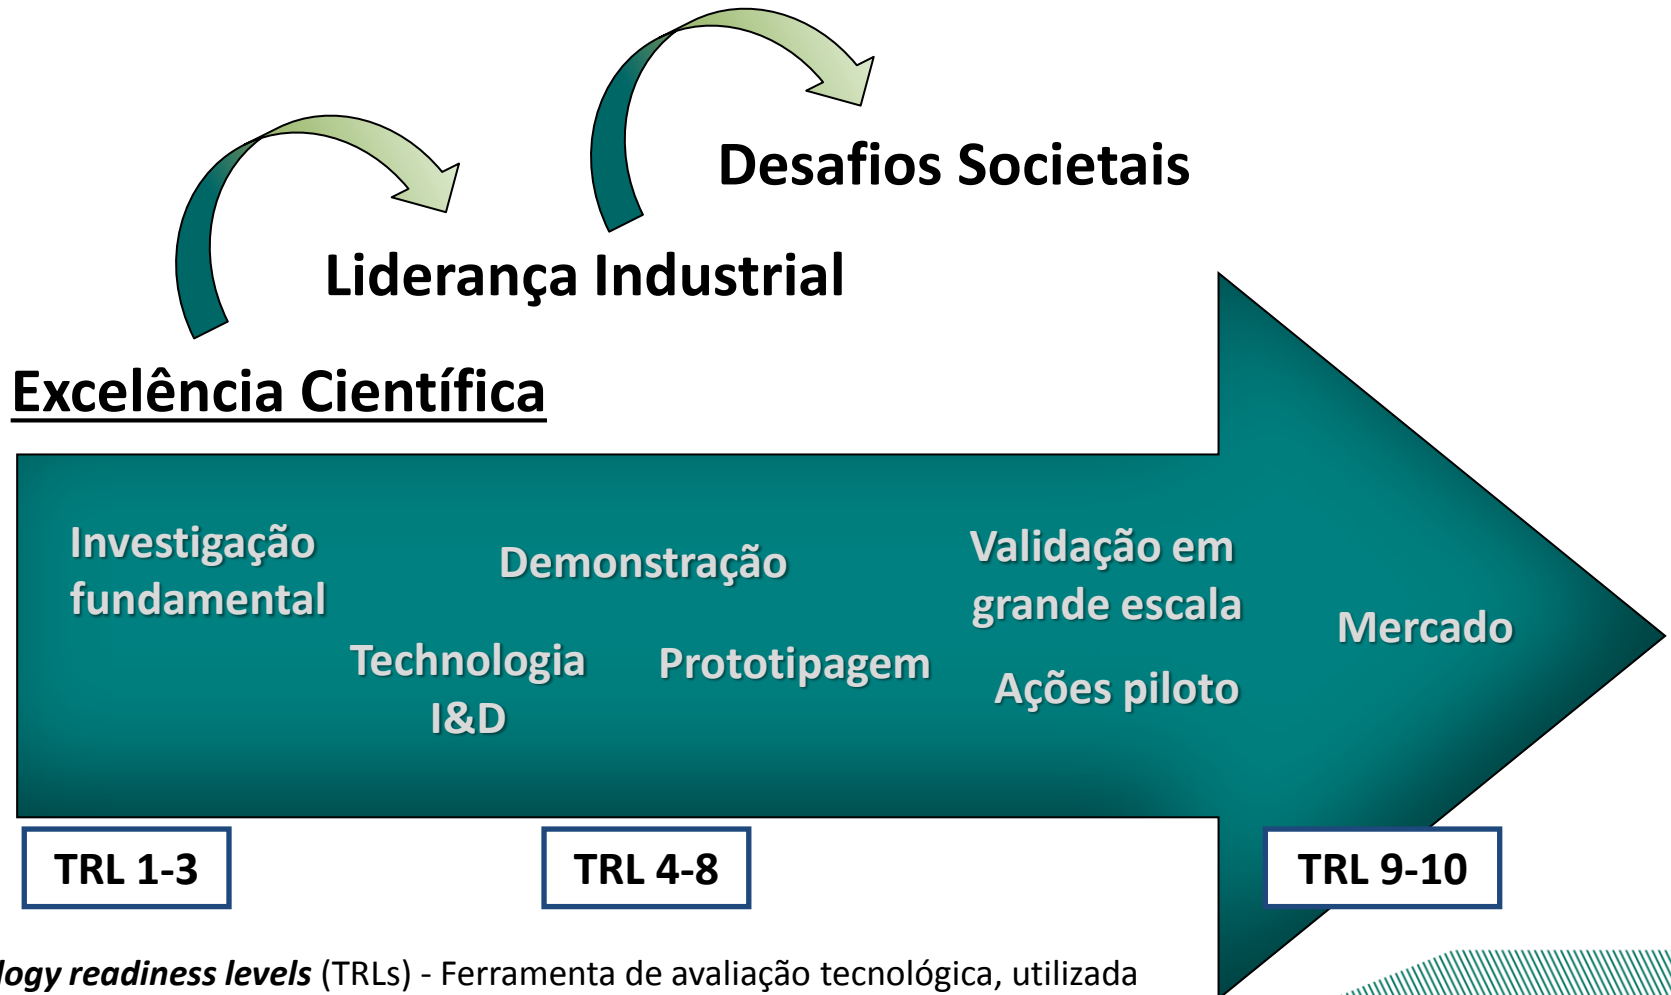 Desafios Societais
Liderança Industrial
Excelência Científica
Investigação
fundamental
Demonstração
Technologia
I&D
Prototipagem
Validação em
grande escala
Ações piloto
Mercado
TRL 1-3
TRL 4-8
TRL 9-10
logy readiness levels (TRLs) - Ferramenta de avaliação tecnológica, utilizada